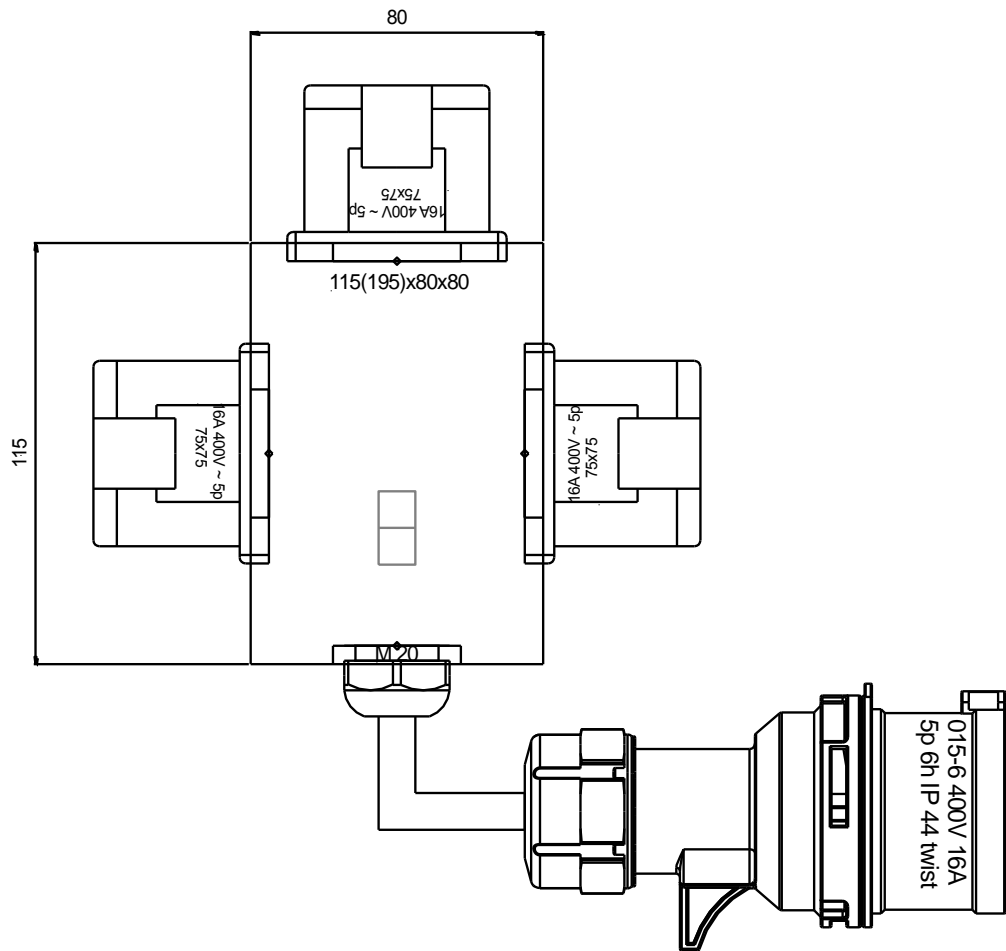 80
16A 400V ~ 5p
75x75
115(195)x80x80
115
16A 400V ~ 5p
75x75
16A 400V ~ 5p
75x75
M 20
015-6 400V 16A
5p 6h IP 44 twist